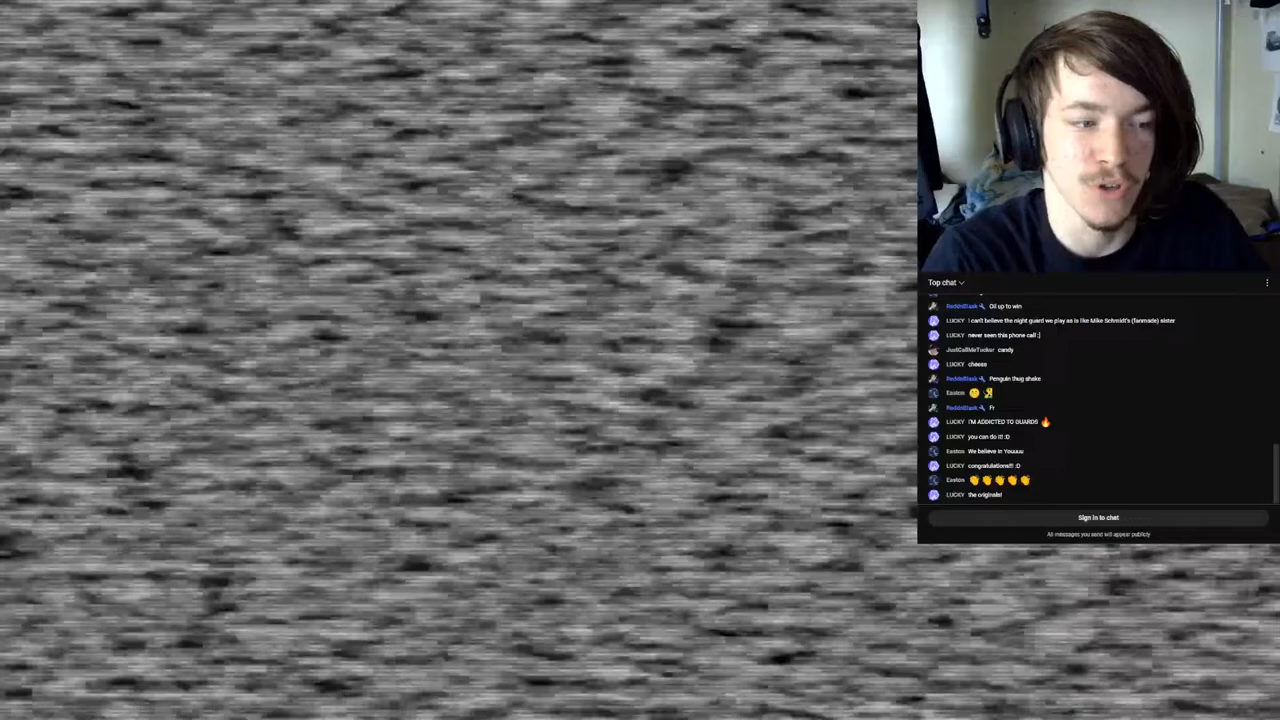 Top chat
Oil up to win
LUCKY I can't believe the night guard we play as is like Mike Schmidt's (fanmade) sister
LUCKY never seen this phone call :]
JustCallMeTucker candy
LUCKY cheese
Penguin thug shake
Easton
Fr
LUCKY I'M ADDICTED TO GUARDS 🔥
LUCKY you can do it! :D
Easton We believe in Youuuu
LUCKY congratulations!!! :D
Easton 👏👏👏👏👏
LUCKY the originals!
Sign in to chat
All messages you send will appear publicly